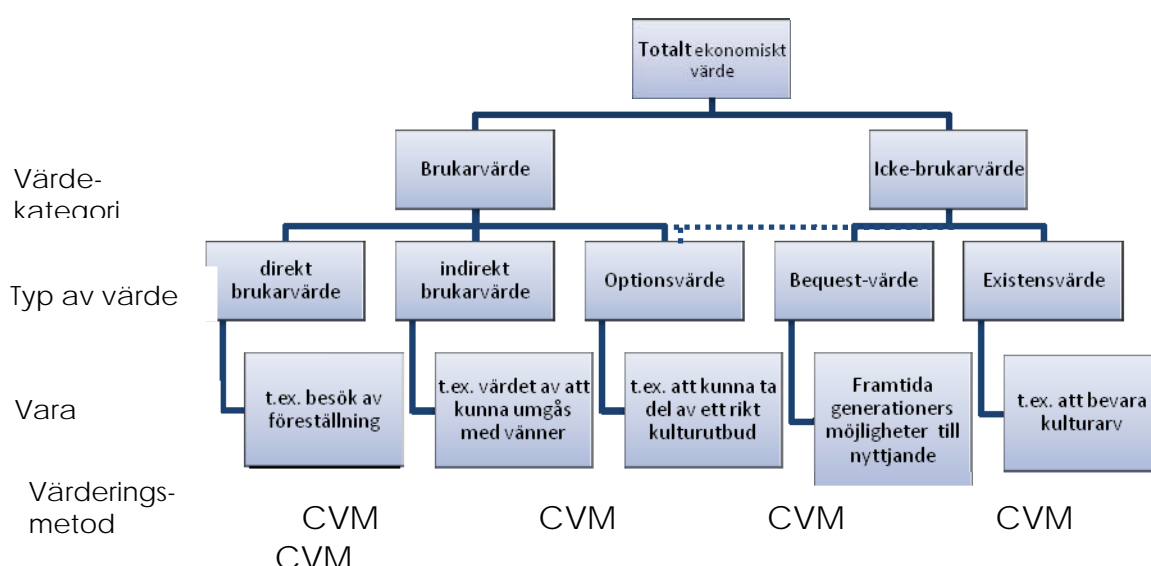 Totalt ekonomiskt
värde
Brukarvärde
Icke-brukarvärde
Värde-
kategori
direkt
brukarvärde
indirekt
brukarvärde
Optionsvärde
Bequest-värde
Existensvärde
Typ av värde
t.ex. besök av
föreställning
t.ex. värdet av att
kunna umgås
med vänner
t.ex. att kunna ta
del av ett rikt
kulturutbud
Framtida
generationers
möjligheter till
nyttjande
t.ex. att bevara
kulturarv
Vara
Värderings-
metod
CVM CVM CVM CVM
CVM